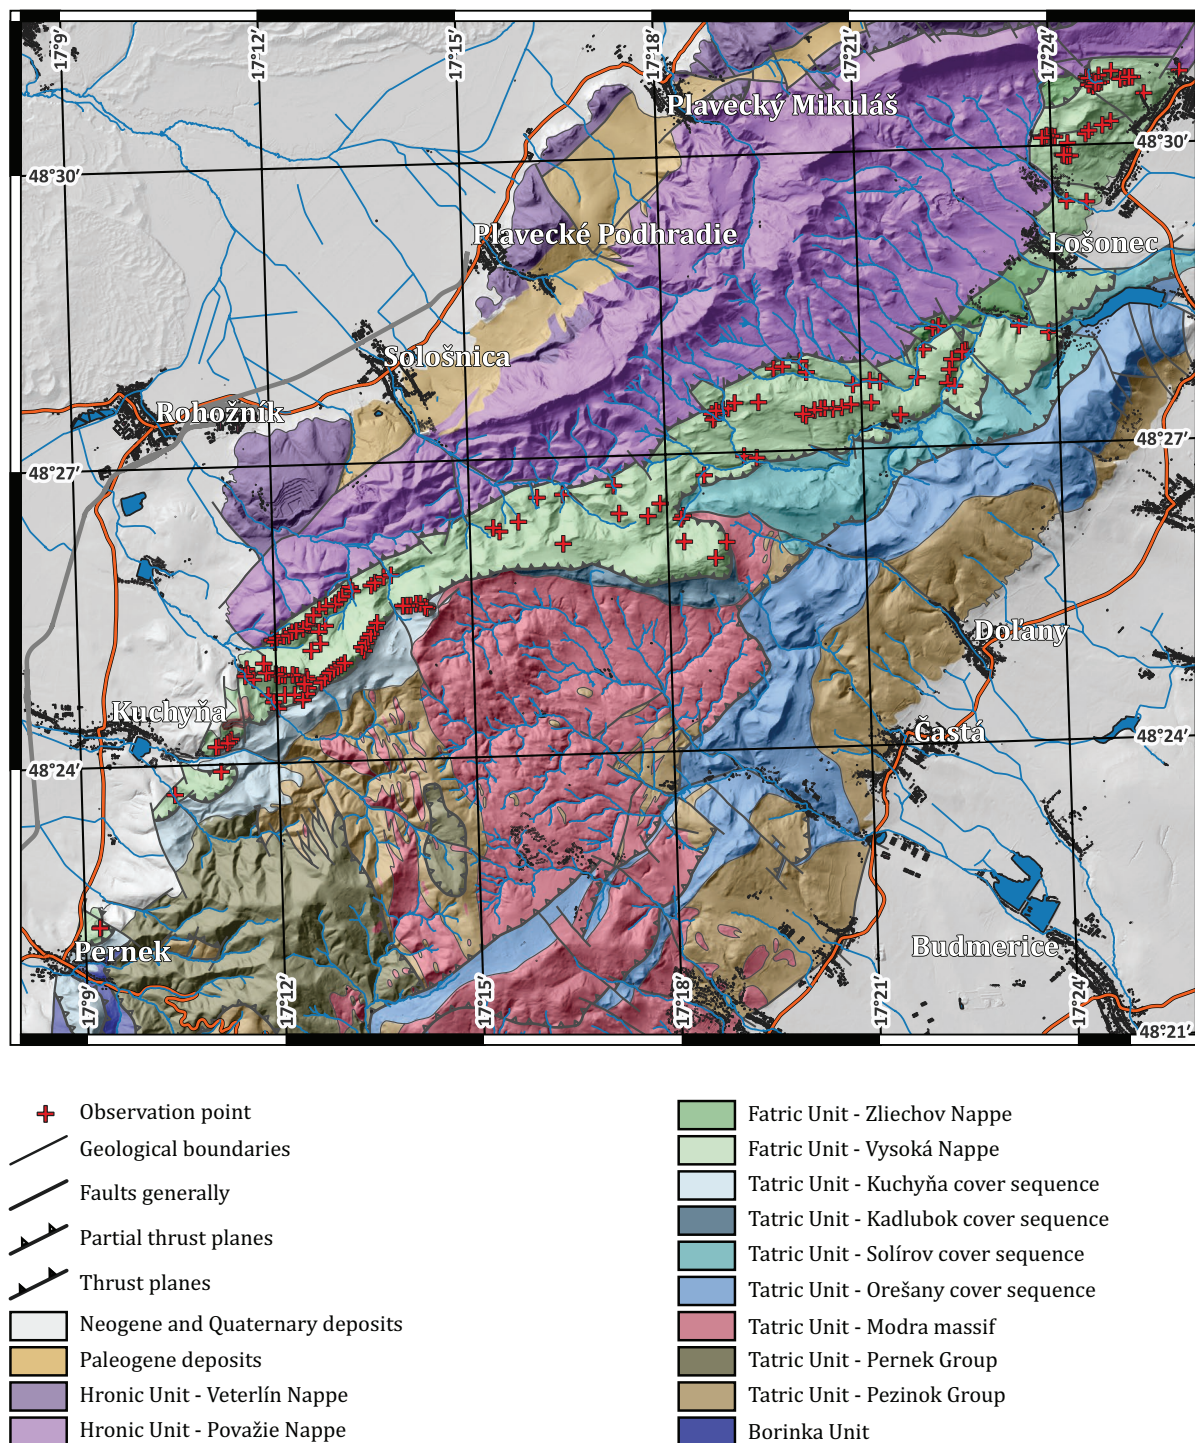 17°9′
17°12′
17°15′
17°18′
17°21′
17°24′
Plavecký Mikuláš
48°30′
48°30′
Plavecké Podhradie
Lošonec
Sološnica
Rohožník
48°27′
48°27′
Doľany
Kuchyňa
Častá
48°24′
48°24′
Budmerice
Pernek
17°9′
17°12′
17°15′
17°18′
17°21′
17°24′
48°21′
Observation point
Geological boundaries
Faults generally
Partial thrust planes
Thrust planes
Neogene and Quaternary deposits
Paleogene deposits
Hronic Unit - Veterlín Nappe
Hronic Unit - Považie Nappe
Fatric Unit - Zliechov Nappe
Fatric Unit - Vysoká Nappe
Tatric Unit - Kuchyňa cover sequence
Tatric Unit - Kadlubok cover sequence
Tatric Unit - Solírov cover sequence
Tatric Unit - Orešany cover sequence
Tatric Unit - Modra massif
Tatric Unit - Pernek Group
Tatric Unit - Pezinok Group
Borinka Unit